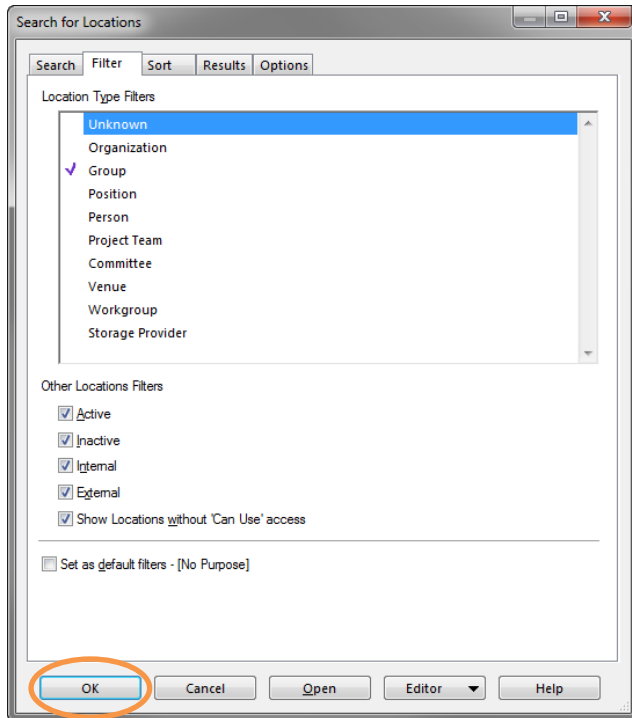 Search for Locations
Search Filter Sort Results Options
Location Type Filters
Unknown
Organization
Group
Position
Person
Project Team
Committee
Venue
Workgroup
Storage Provider
Other Locations Filters
Active
Inactive
Internal
External
Show Locations without 'Can Use' access
Set as default filters - [No Purpose]
OK Cancel Open Editor Help